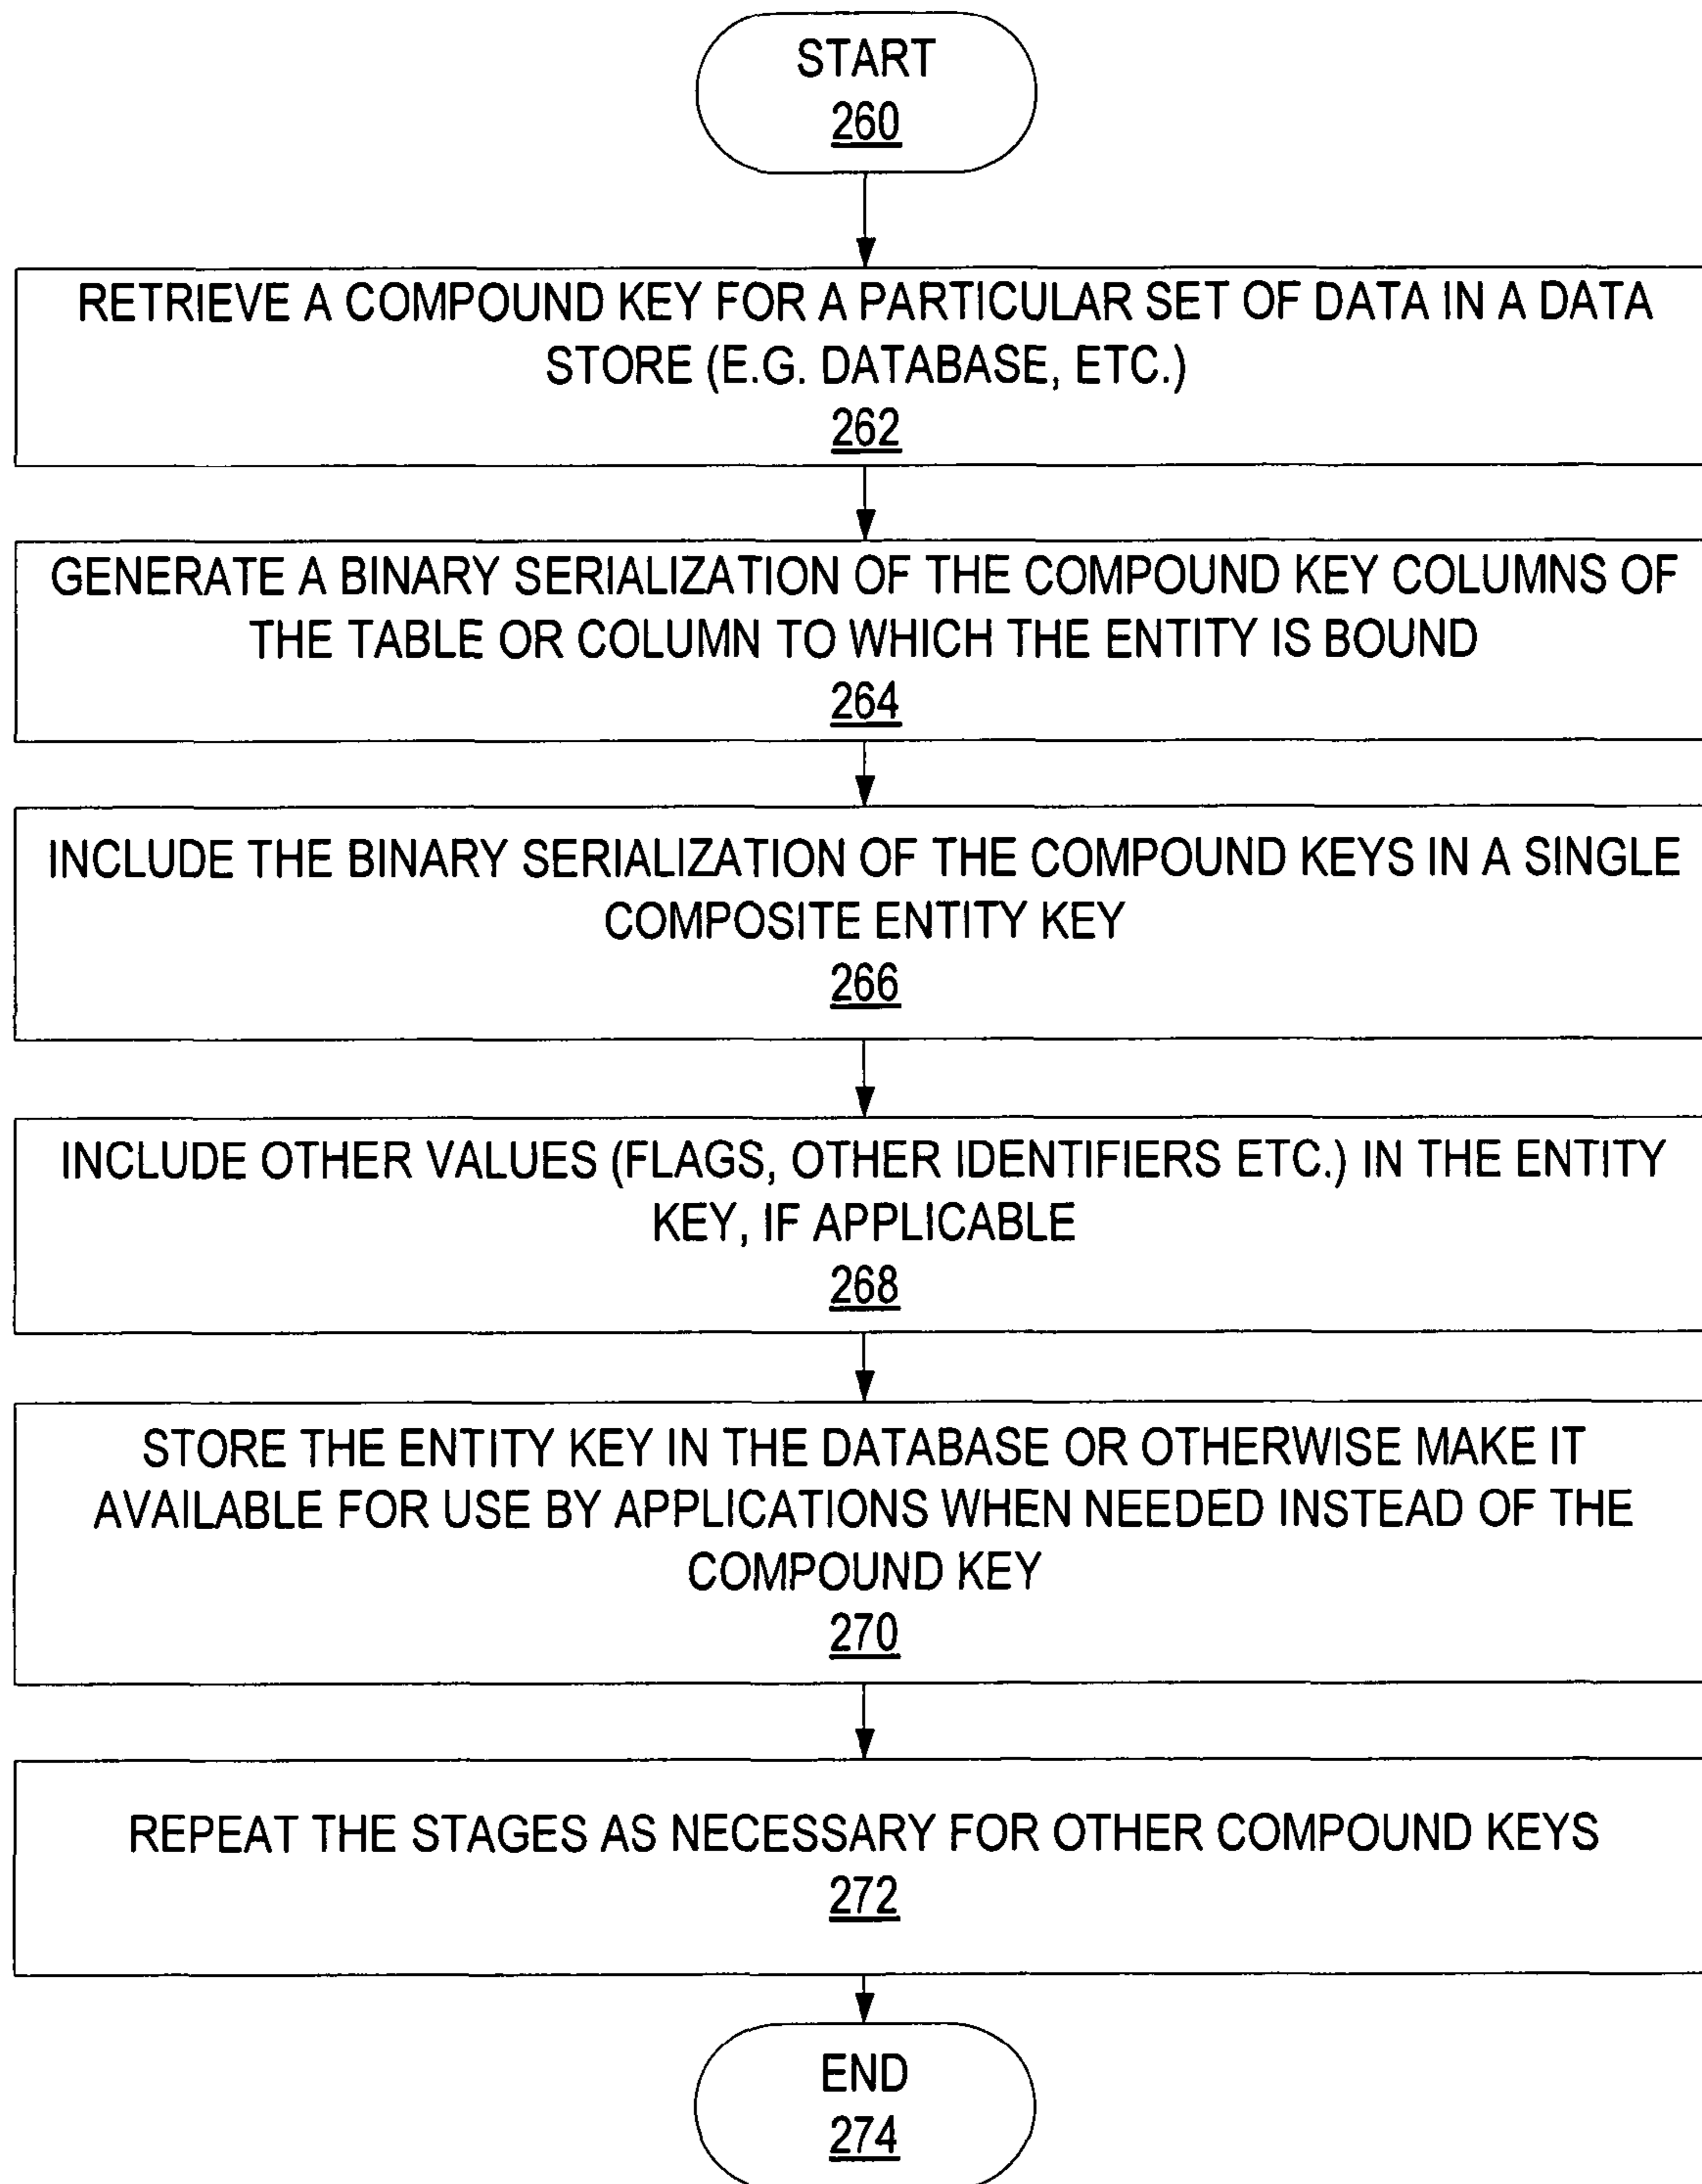 START
260
RETRIEVE A COMPOUND KEY FOR A PARTICULAR SET OF DATA IN A DATA
STORE (E.G. DATABASE, ETC.)
262
GENERATE A BINARY SERIALIZATION OF THE COMPOUND KEY COLUMNS OF
THE TABLE OR COLUMN TO WHICH THE ENTITY IS BOUND
264
INCLUDE THE BINARY SERIALIZATION OF THE COMPOUND KEYS IN A SINGLE
COMPOSITE ENTITY KEY
266
INCLUDE OTHER VALUES (FLAGS, OTHER IDENTIFIERS ETC.) IN THE ENTITY
KEY, IF APPLICABLE
268
STORE THE ENTITY KEY IN THE DATABASE OR OTHERWISE MAKE IT
AVAILABLE FOR USE BY APPLICATIONS WHEN NEEDED INSTEAD OF THE
COMPOUND KEY
270
REPEAT THE STAGES AS NECESSARY FOR OTHER COMPOUND KEYS
272
END
274